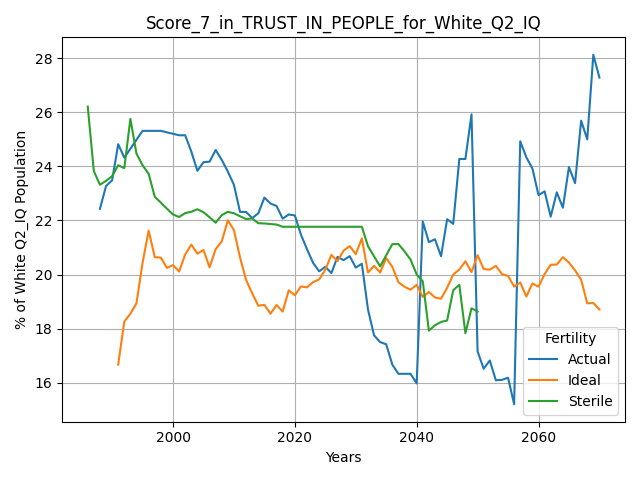 Score_7_in_TRUST_IN_PEOPLE_for_White_Q2_IQ
% of White Q2_IQ Population
28
26
24
22
20
18
16
Fertility
Actual
Ideal
Sterile
2000 2020 2040 2060
Years